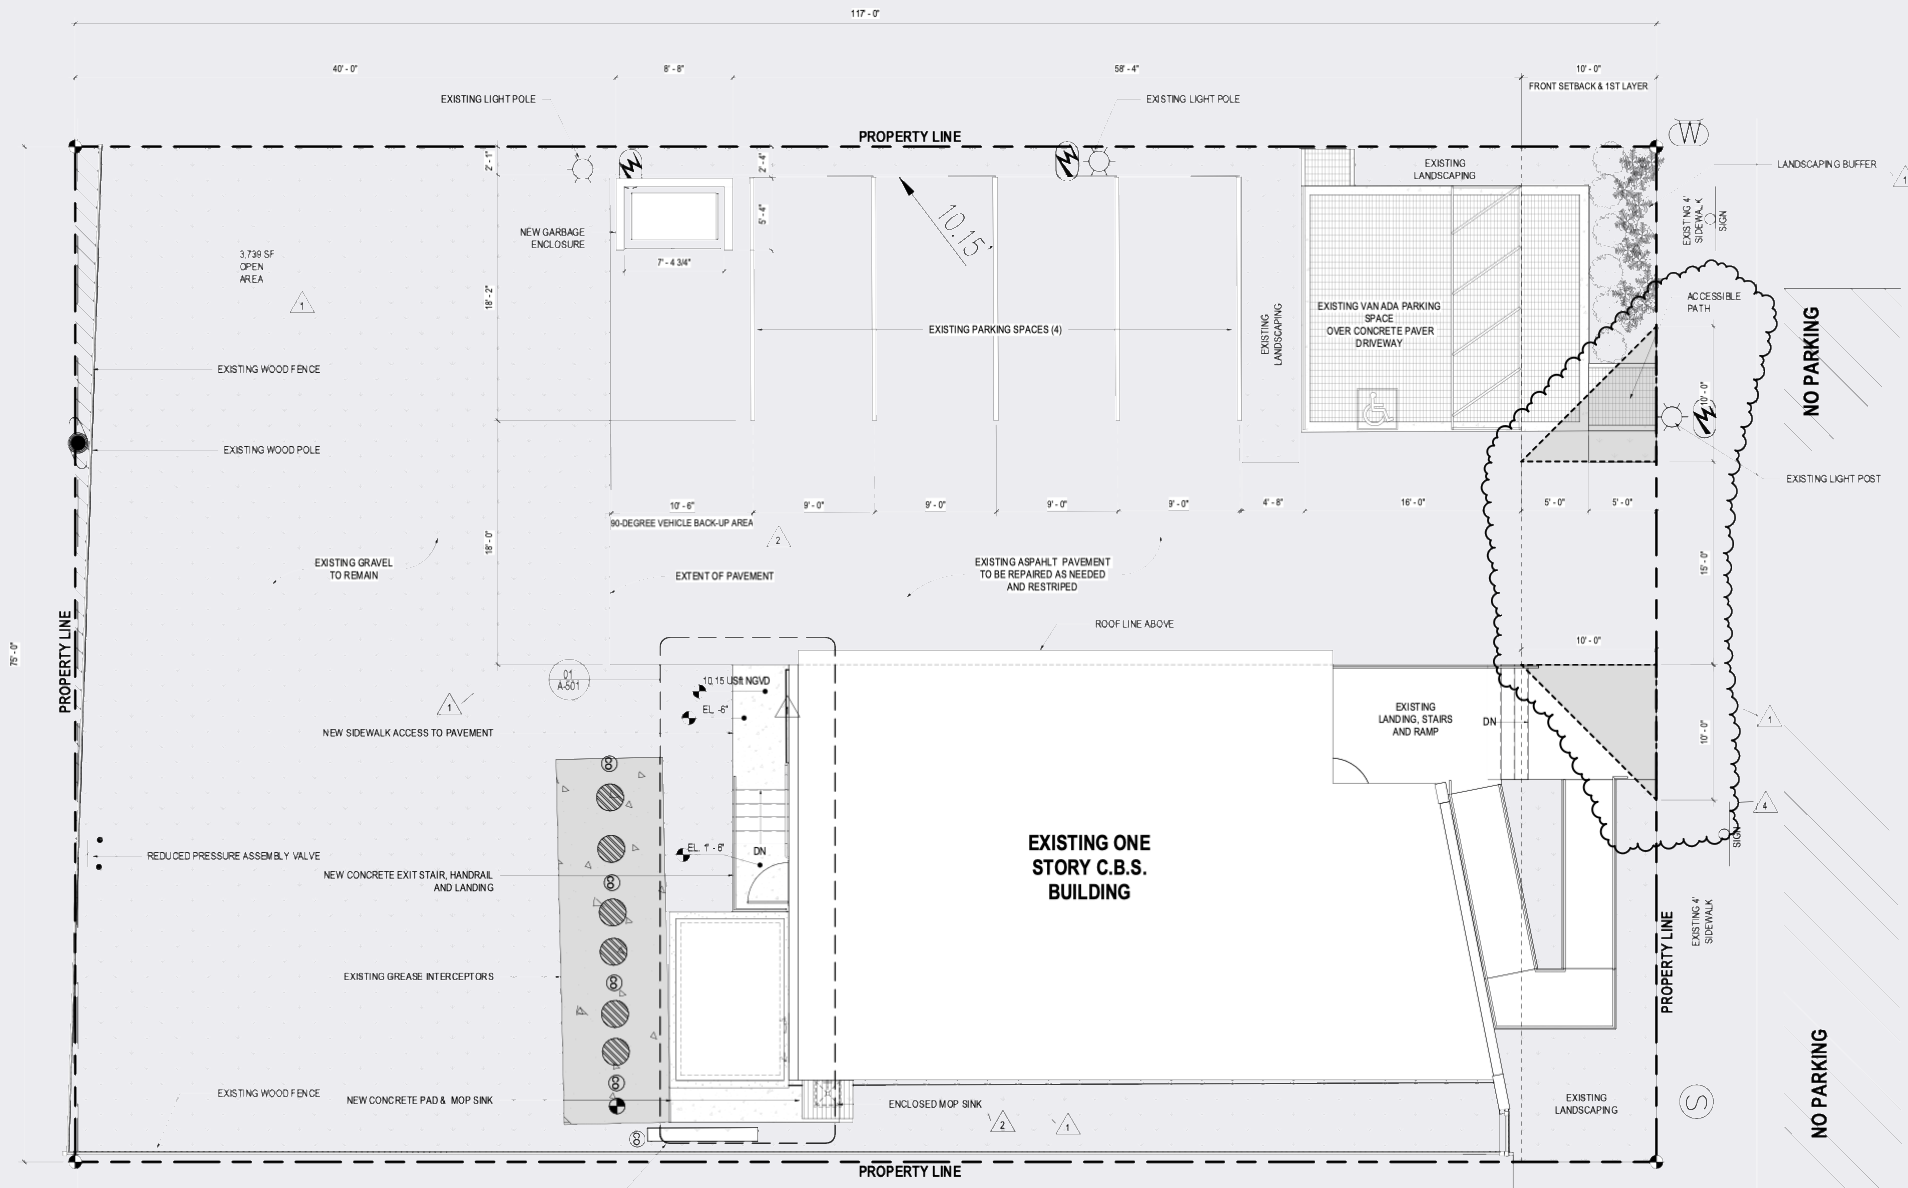 117' - 0"
40' - 0"
8' - 8"
58' - 4"
10' - 0"
FRONT SETBACK & 1ST LAYER
EXISTING LIGHT POLE
EXISTING LIGHT POLE
PROPERTY LINE
W
LANDSCAPING BUFFER
1
2' - 1"
2' - 4"
EXISTING
LANDSCAPING
EXISTING 4'
SIDEWALK
SIGN
5' - 4"
10.15'
NEW GARBAGE
ENCLOSURE
7' - 4 3/4"
3,739 SF
OPEN
AREA
1
18' - 2"
EXISTING PARKING SPACES (4)
EXISTING
LANDSCAPING
EXISTING VAN ADA PARKING
SPACE
OVER CONCRETE PAVER
DRIVEWAY
ACCESSIBLE
PATH
NO PARKING
EXISTING WOOD FENCE
10' - 0"
EXISTING WOOD POLE
EXISTING LIGHT POST
10' - 6"
9' - 0"
9' - 0"
9' - 0"
9' - 0"
4' - 8"
16' - 0"
5' - 0"
5' - 0"
90-DEGREE VEHICLE BACK-UP AREA
2
18' - 0"
EXISTING GRAVEL
TO REMAIN
EXTENT OF PAVEMENT
EXISTING ASPAHLT PAVEMENT
TO BE REPAIRED AS NEEDED
AND RESTRIPED
15' - 0"
ROOF LINE ABOVE
10' - 0"
75' - 0"
PROPERTY LINE
01
A-501
10.15 USft NGVD
EL. -6"
1
NEW SIDEWALK ACCESS TO PAVEMENT
EXISTING
LANDING, STAIRS
AND RAMP
DN
10' - 0"
1
4
SIGN
REDUCED PRESSURE ASSEMBLY VALVE
EL. 1' - 8"
DN
NEW CONCRETE EXIT STAIR, HANDRAIL
AND LANDING
EXISTING ONE
STORY C.B.S.
BUILDING
EXISTING 4'
SIDEWALK
PROPERTY LINE
EXISTING GREASE INTERCEPTORS
EXISTING WOOD FENCE
NEW CONCRETE PAD & MOP SINK
ENCLOSED MOP SINK
2
1
EXISTING
LANDSCAPING
S
NO PARKING
PROPERTY LINE